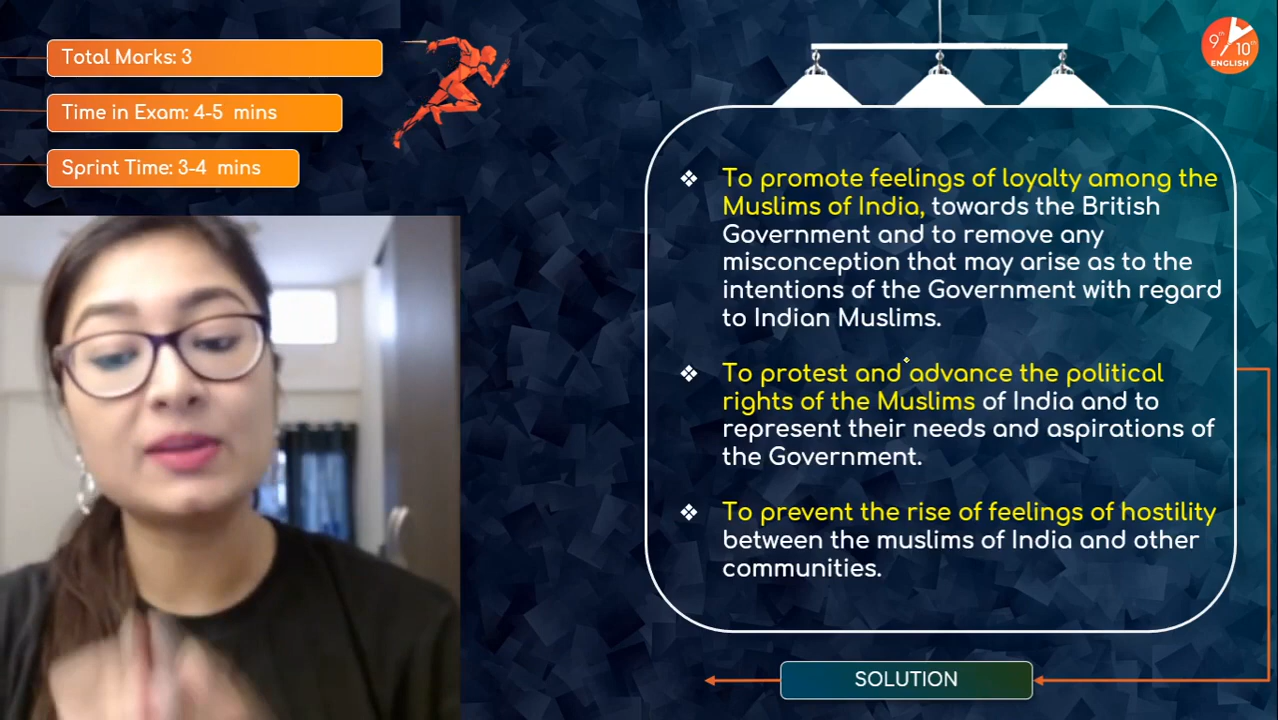 Total Marks: 3
Time in Exam: 4-5 mins
Sprint Time: 3-4 mins
9th 10th
ENGLISH
To promote feelings of loyalty among the
Muslims of India, towards the British
Government and to remove any
misconception that may arise as to the
intentions of the Government with regard
to Indian Muslims.
To protest and advance the political
rights of the Muslims of India and to
represent their needs and aspirations of
the Government.
To prevent the rise of feelings of hostility
between the muslims of India and other
communities.
SOLUTION